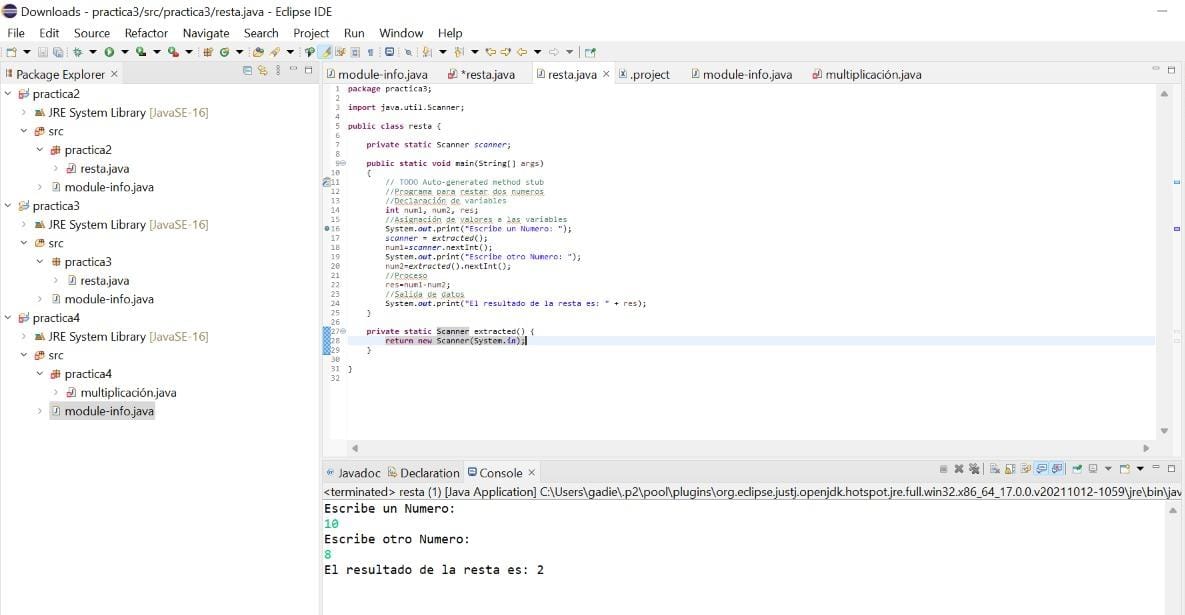 Downloads - practica3/src/practica3/resta.java - Eclipse IDE
File Edit Source Refactor Navigate Search Project Run Window Help
Package Explorer
practica2
JRE System Library [JavaSE-16]
src
practica2
resta.java
module-info.java
practica3
JRE System Library [JavaSE-16]
src
practica3
resta.java
module-info.java
practica4
JRE System Library [JavaSE-16]
src
practica4
multiplicación.java
module-info.java
module-info.java *resta.java resta.java .project module-info.java multiplicación.java
1 package practica3;
2
3 import java.util.Scanner;
4
5 public class resta {
6
7 private static Scanner scanner;
8
9 public static void main(String[] args)
10 {
11 // TODO Auto-generated method stub
12 //Programa para restar dos numeros
13 //Declaración de variables
14 int num1, num2, res;
15 //Asignación de valores a las variables
16 System.out.print("Escribe un Numero: ");
17 scanner = extracted();
18 num1=scanner.nextInt();
19 System.out.print("Escribe otro Numero: ");
20 num2=extracted().nextInt();
21 //Proceso
22 res=num1-num2;
23 //Salida de datos
24 System.out.print("El resultado de la resta es: " + res);
25 }
26
27 private static Scanner extracted() {
28 return new Scanner(System.in);
29 }
30
31 }
32
Javadoc Declaration Console
<terminated> resta (1) [Java Application] C:\Users\gadie\.p2\pool\plugins\org.eclipse.justj.openjdk.hotspot.jre.full.win32.x86_64_17.0.0.v20211012-1059\jre\bin\jav
Escribe un Numero:
10
Escribe otro Numero:
8
El resultado de la resta es: 2